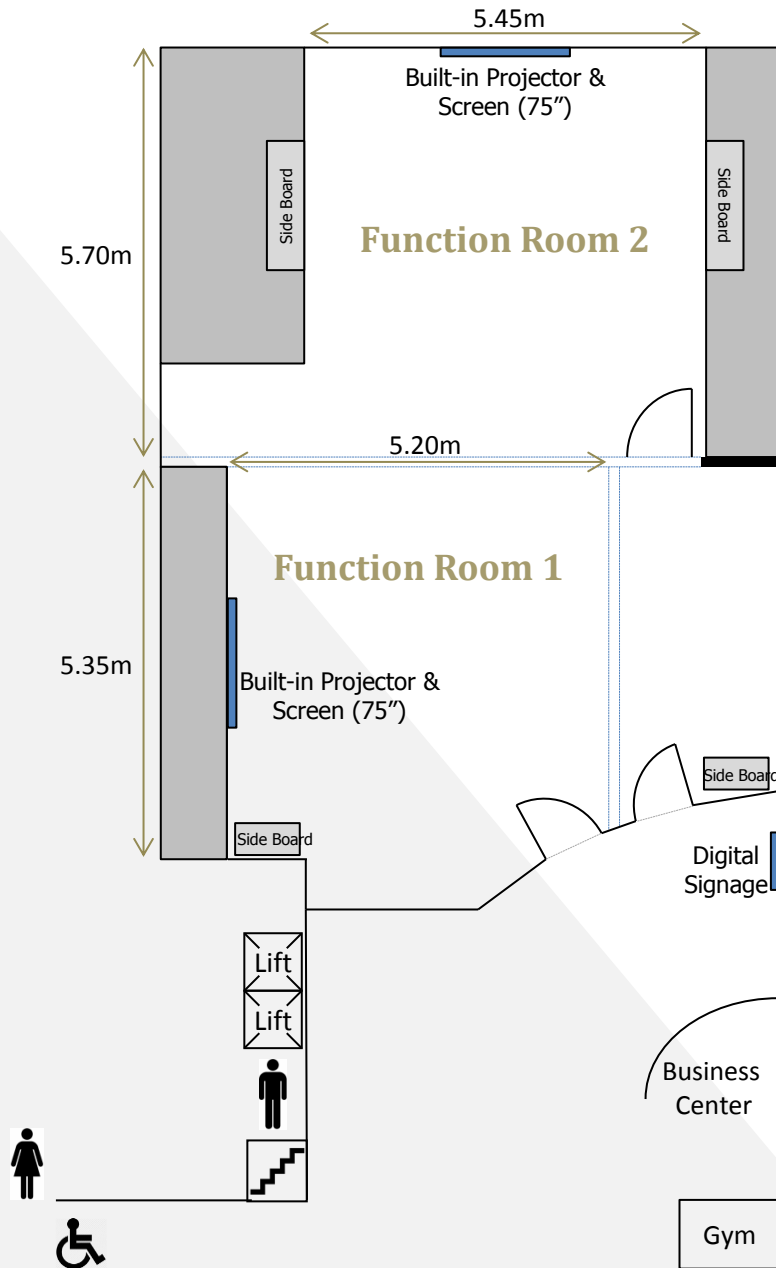 5.45m
Built-in Projector &
Screen (75”)
Side Board
Side Board
Function Room 2
5.70m
5.20m
Function Room 1
5.35m
Built-in Projector &
Screen (75”)
Side Board
Side Board
Digital
Signage
Lift
Lift
Business
Center
Gym